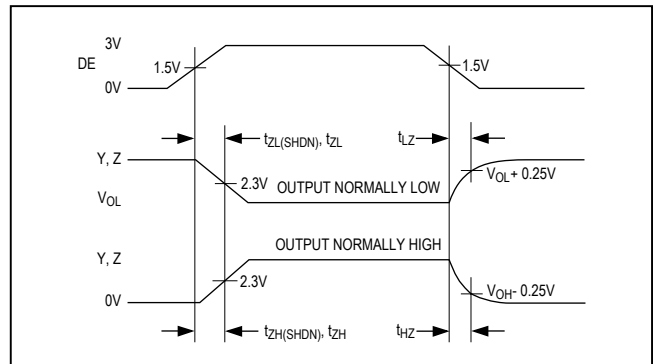 3V
DE
1.5V
1.5V
0V
tZL(SHDN), tZL
tLZ
Y, Z
2.3V
OUTPUT NORMALLY LOW
VOL + 0.25V
VOL
OUTPUT NORMALLY HIGH
Y, Z
2.3V
VOH - 0.25V
0V
tZH(SHDN), tZH
tHZ